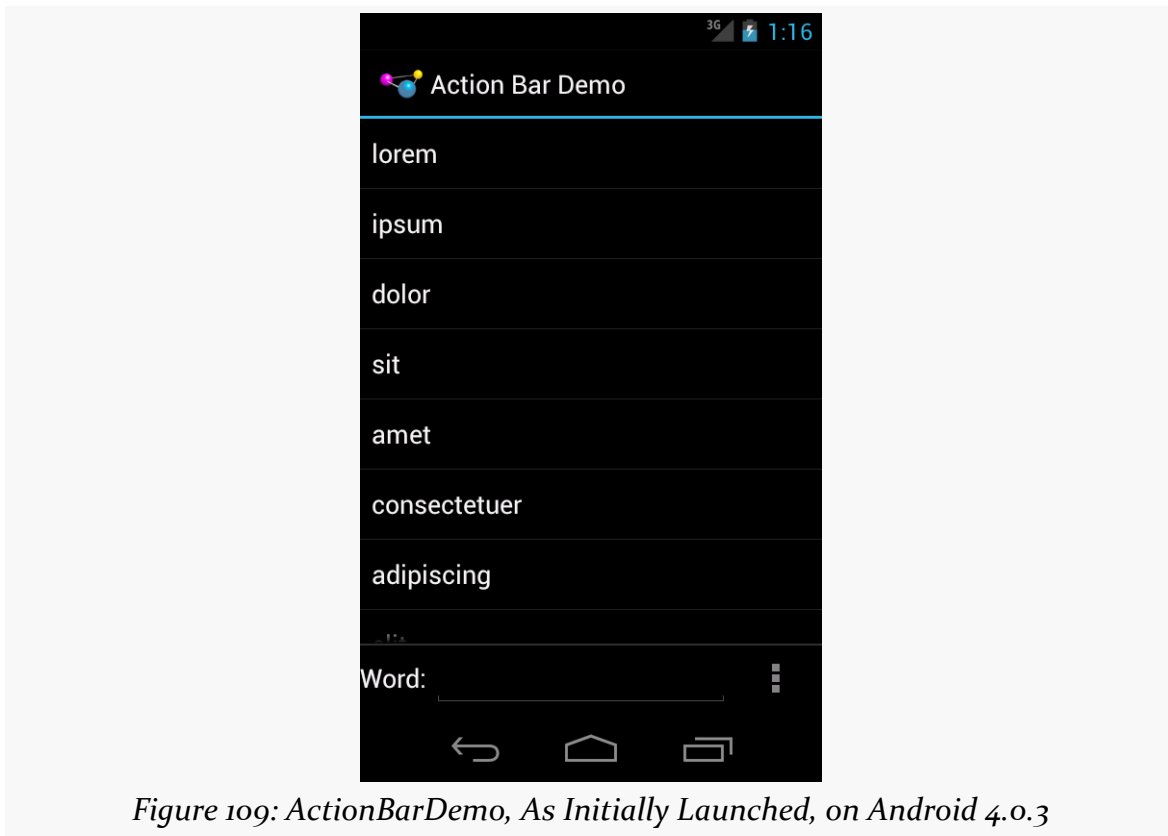 3G 1:16
Action Bar Demo
lorem
ipsum
dolor
sit
amet
consectetuer
adipiscing
Word:
Figure 109: ActionBarDemo, As Initially Launched, on Android 4.0.3